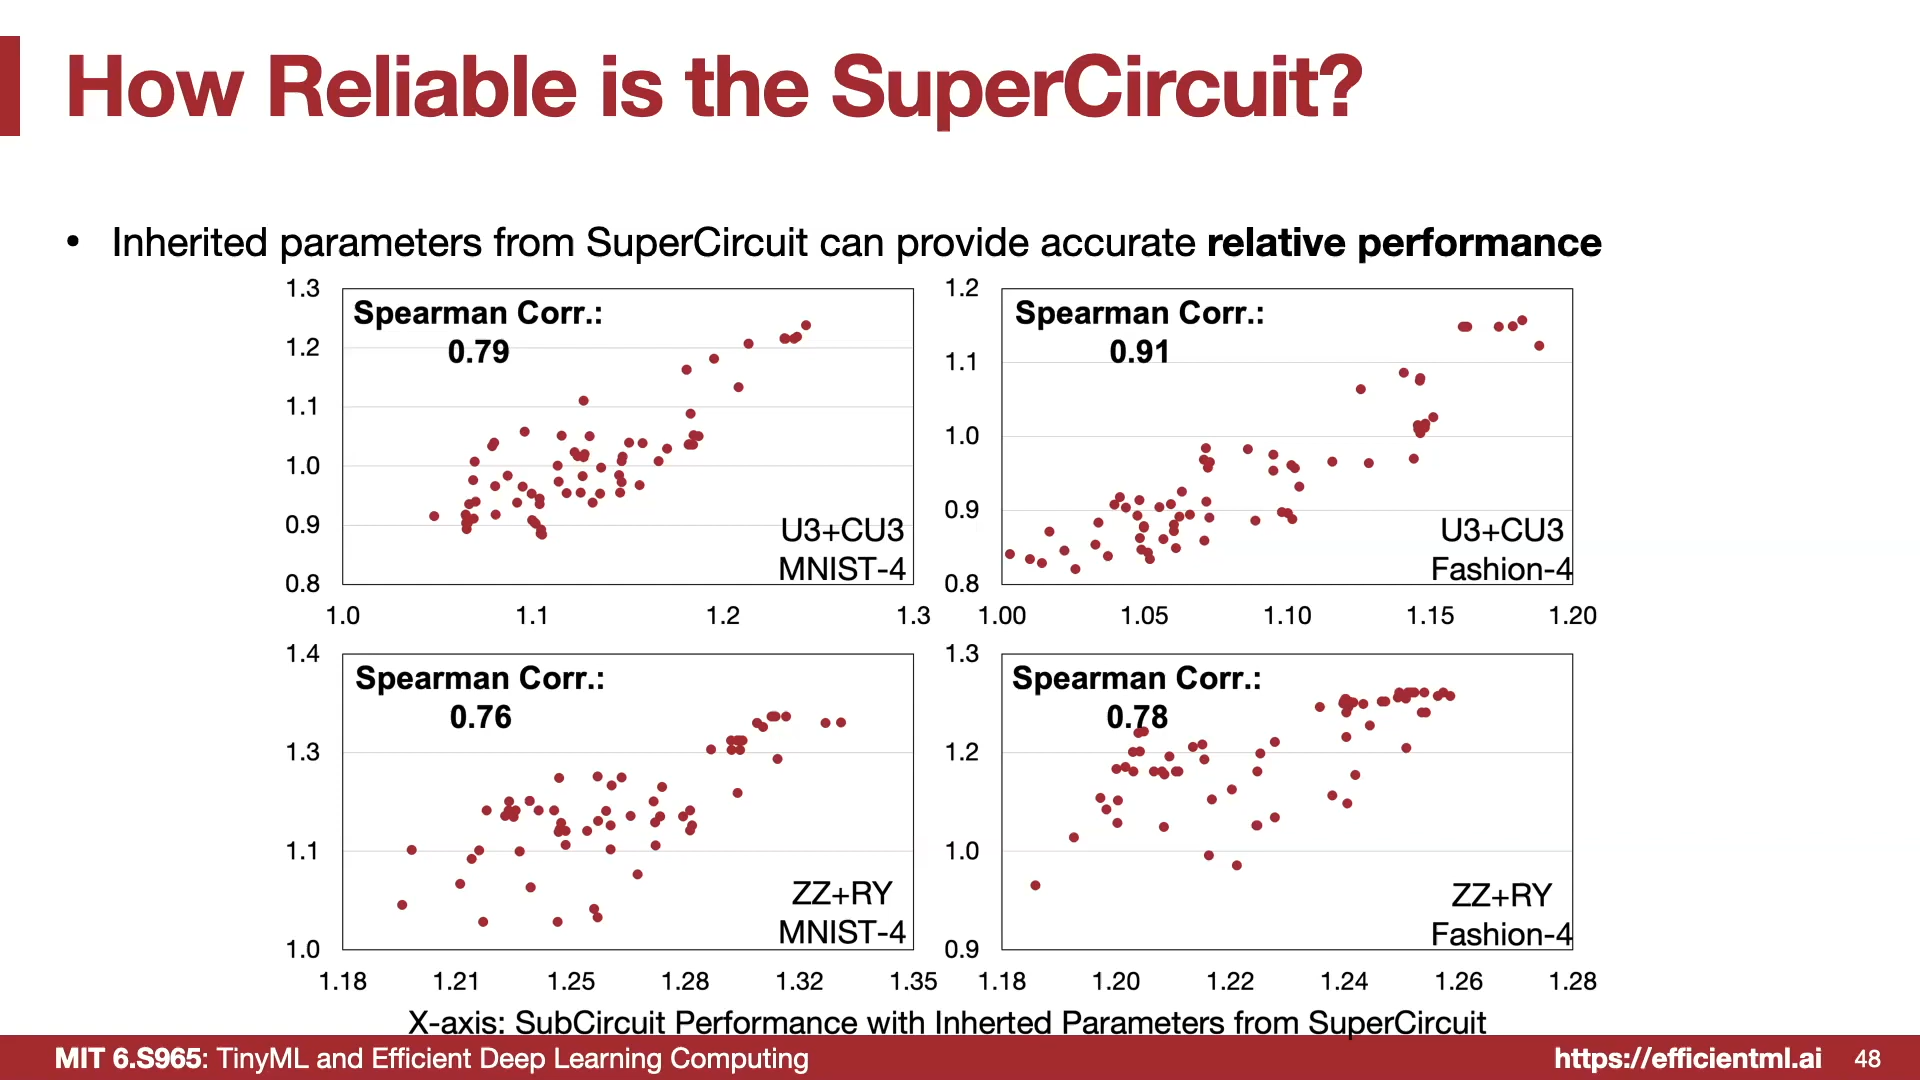 How Reliable is the SuperCircuit?
• Inherited parameters from SuperCircuit can provide accurate relative performance
1.3
1.2
1.1
1.0
0.9
0.8
Spearman Corr.:
0.79
U3+CU3
MNIST-4
1.0 1.1 1.2 1.3
1.2
1.1
1.0
0.9
0.8
Spearman Corr.:
0.91
U3+CU3
Fashion-4
1.00 1.05 1.10 1.15 1.20
1.4
1.3
1.1
1.0
Spearman Corr.:
0.76
ZZ+RY
MNIST-4
1.18 1.21 1.25 1.28 1.32 1.35
1.3
1.2
1.0
0.9
Spearman Corr.:
0.78
ZZ+RY
Fashion-4
1.18 1.20 1.22 1.24 1.26 1.28
X-axis: SubCircuit Performance with Inherted Parameters from SuperCircuit
MIT 6.S965: TinyML and Efficient Deep Learning Computing
https://efficientml.ai
48